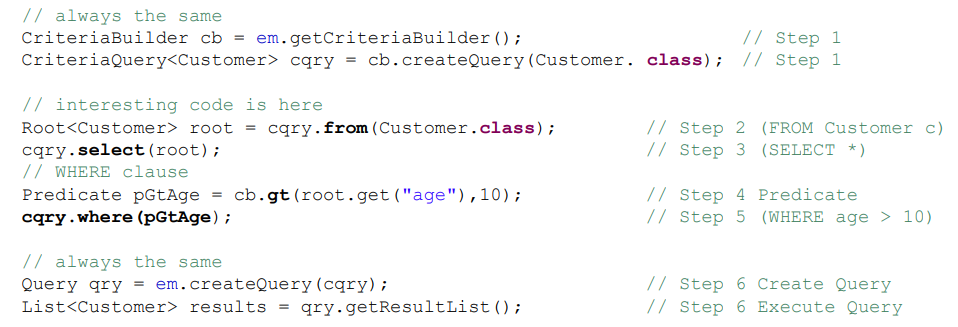 // always the same
CriteriaBuilder cb = em.getCriteriaBuilder(); // Step 1
CriteriaQuery<Customer> cqry = cb.createQuery(Customer. class); // Step 1
// interesting code is here
Root<Customer> root = cqry.from(Customer.class); // Step 2 (FROM Customer c)
cqry.select(root); // Step 3 (SELECT *)
// WHERE clause
Predicate pGtAge = cb.gt(root.get("age"),10); // Step 4 Predicate
cqry.where(pGtAge); // Step 5 (WHERE age > 10)
// always the same
Query qry = em.createQuery(cqry); // Step 6 Create Query
List<Customer> results = qry.getResultList(); // Step 6 Execute Query